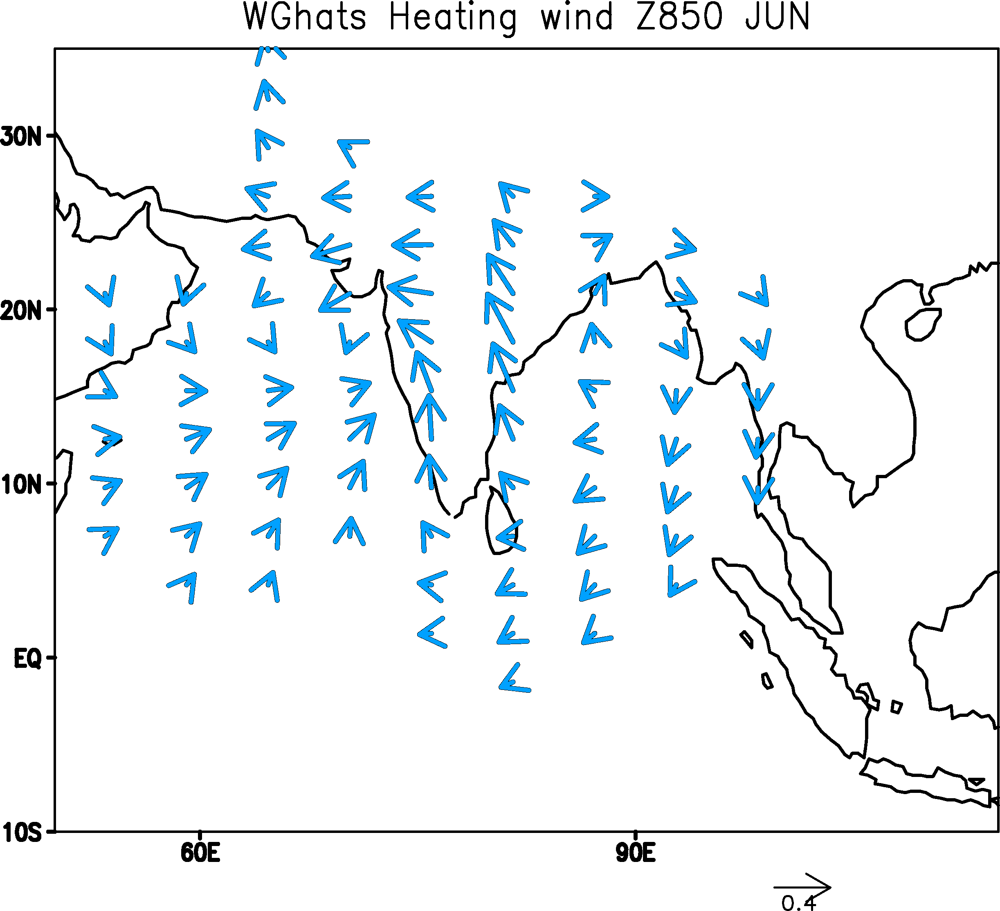 WGhats Heating wind Z850 JUN
30N
20N
10N
EQ
10S
60E 90E
0.4